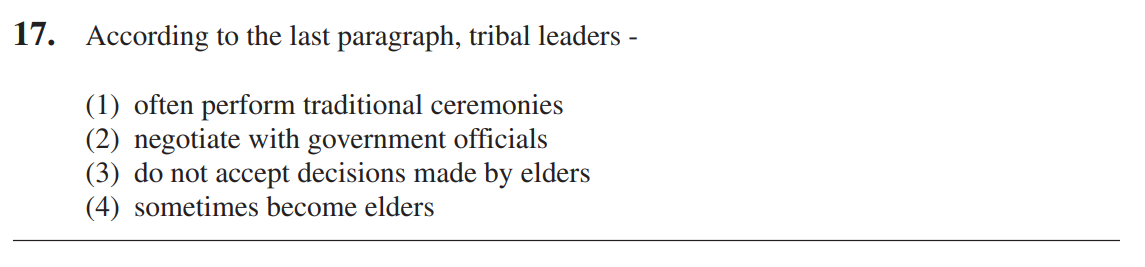 17. According to the last paragraph, tribal leaders -
(1) often perform traditional ceremonies
(2) negotiate with government officials
(3) do not accept decisions made by elders
(4) sometimes become elders